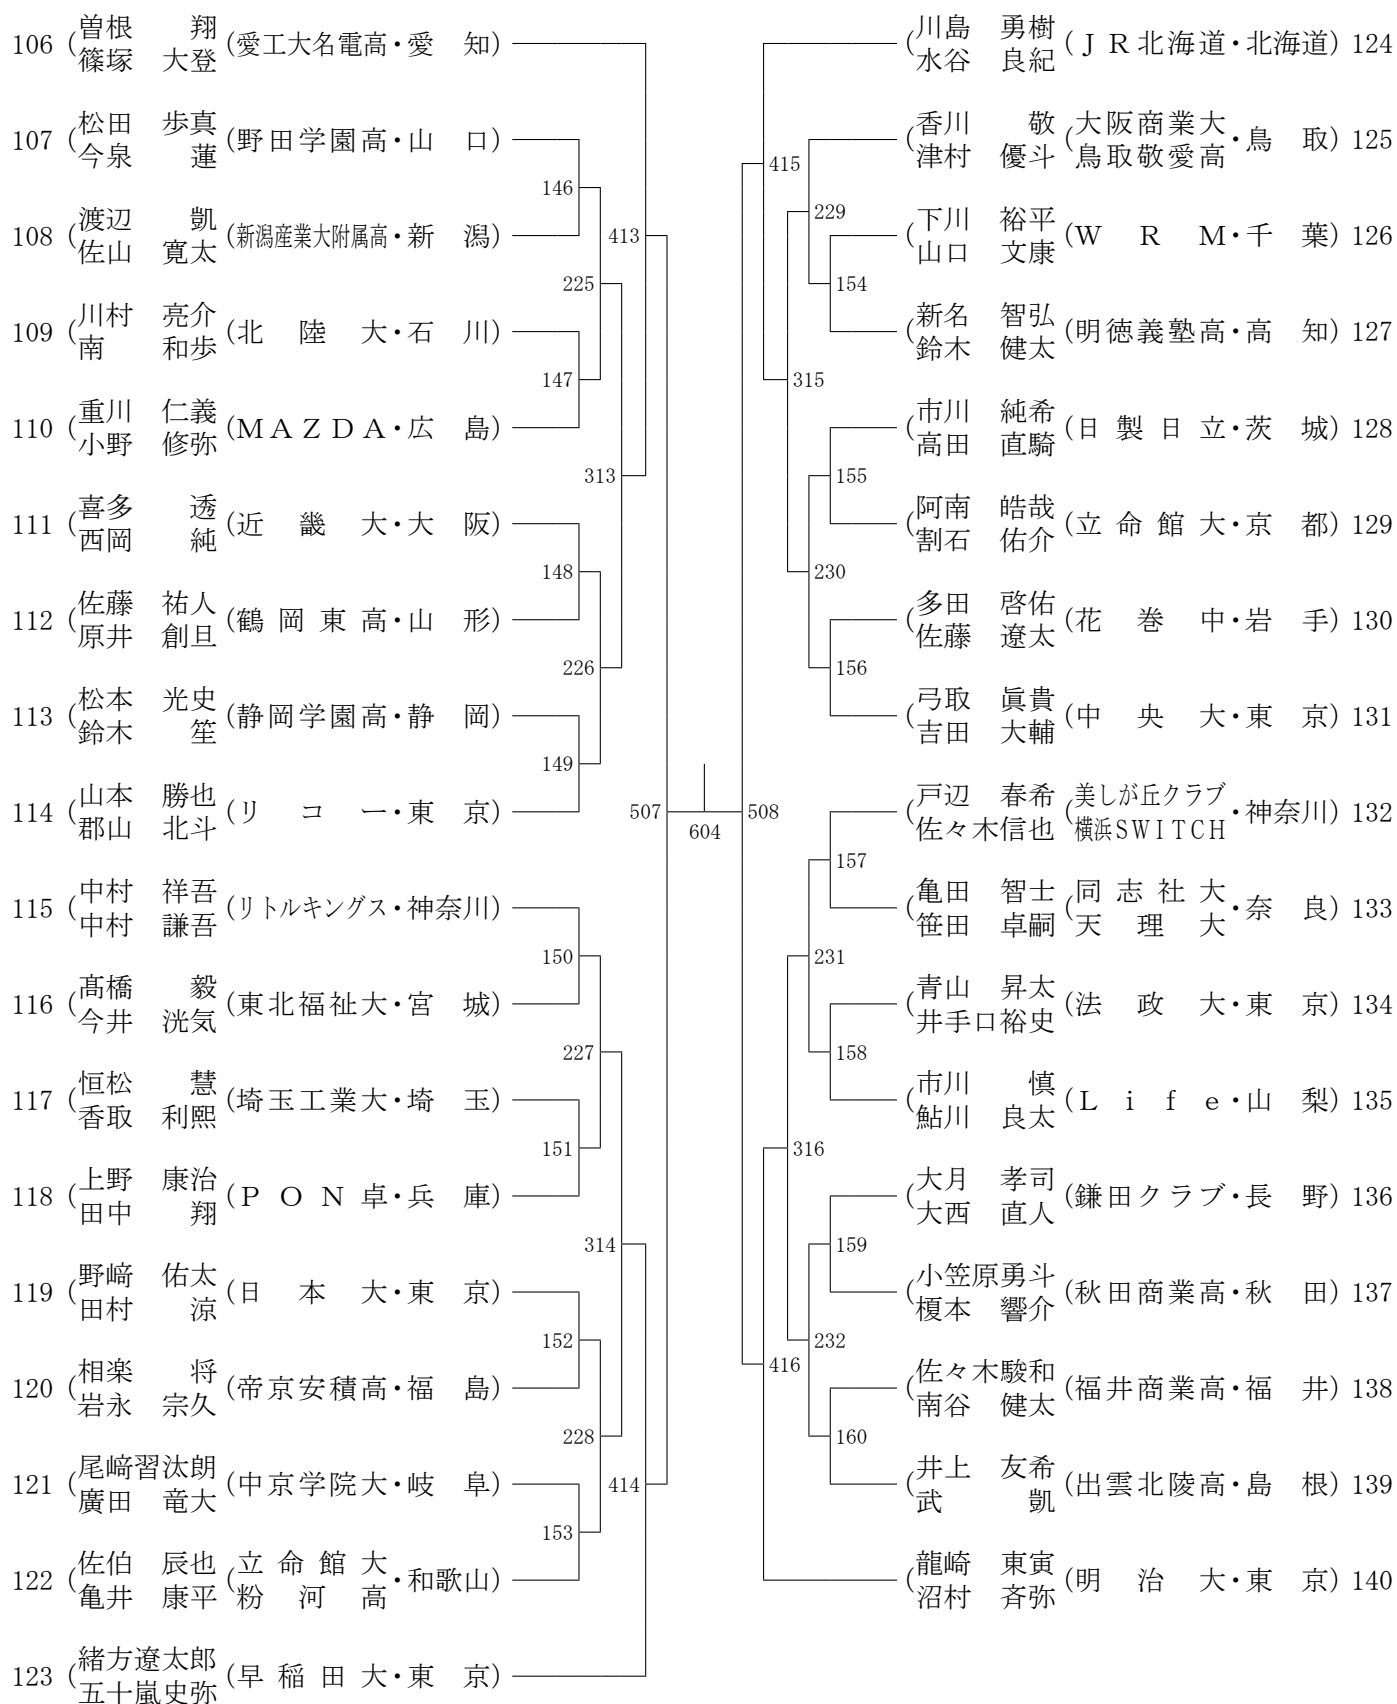 106 (曽根 翔 篠塚 大登 (愛工大名電高・愛 知)
107 (松田 歩真 今泉 蓮 (野田学園高・山 口)
146
108 (渡辺 凱 佐山 寛太 (新潟産業大附属高・新 潟)
413
225
109 (川村 亮介 南 和歩 (北陸大・石 川)
147
110 (重川 仁義 小野 修弥 (MAZDA・広 島)
313
111 (喜多 透 西岡 純 (近畿大・大 阪)
148
112 (佐藤 祐人 原井 創旦 (鶴岡東高・山 形)
226
113 (松本 光史 鈴木 笙 (静岡学園高・静 岡)
149
114 (山本 勝也 郡山 北斗 (リコー・東 京)
507
604
508
115 (中村 祥吾 中村 謙吾 (リトルキングス・神奈川)
150
116 (髙橋 毅 今井 洸気 (東北福祉大・宮 城)
227
117 (恒松 慧 香取 利熙 (埼玉工業大・埼 玉)
151
118 (上野 康治 田中 翔 (PON卓・兵 庫)
314
119 (野﨑 佑太 田村 涼 (日本大・東 京)
152
120 (相楽 将 岩永 宗久 (帝京安積高・福 島)
228
121 (尾﨑習汰朗 廣田 竜大 (中京学院大・岐 阜)
414
153
122 (佐伯 辰也 亀井 康平 (立命館大 粉河高・和歌山)
123 (緒方遼太郎 五十嵐史弥 (早稲田大・東 京)
(川島 勇樹 水谷 良紀 (JR北海道・北海道) 124
(香川 敬 津村 優斗 (大阪商業大 鳥取敬愛高・鳥 取) 125
415
229
(下川 裕平 山口 文康 (WRM・千 葉) 126
154
(新名 智弘 鈴木 健太 (明徳義塾高・高 知) 127
315
(市川 純希 高田 直騎 (日製日立・茨 城) 128
155
(阿南 皓哉 割石 佑介 (立命館大・京 都) 129
230
(多田 啓佑 佐藤 遼太 (花巻中・岩 手) 130
156
(弓取 眞貴 吉田 大輔 (中央大・東 京) 131
(戸辺 春希 佐々木信也 (美しが丘クラブ 横浜SWITCH・神奈川) 132
157
(亀田 智士 笹田 卓嗣 (同志社大 天理大・奈 良) 133
231
(青山 昇太 井手口裕史 (法政大・東 京) 134
158
(市川 慎 鮎川 良太 (Life・山 梨) 135
316
(大月 孝司 大西 直人 (鎌田クラブ・長 野) 136
159
(小笠原勇斗 榎本 響介 (秋田商業高・秋 田) 137
232
416
(佐々木駿和 南谷 健太 (福井商業高・福 井) 138
160
(井上 友希 武 凱 (出雲北陵高・島 根) 139
(龍崎 東寅 沼村 斉弥 (明治大・東 京) 140